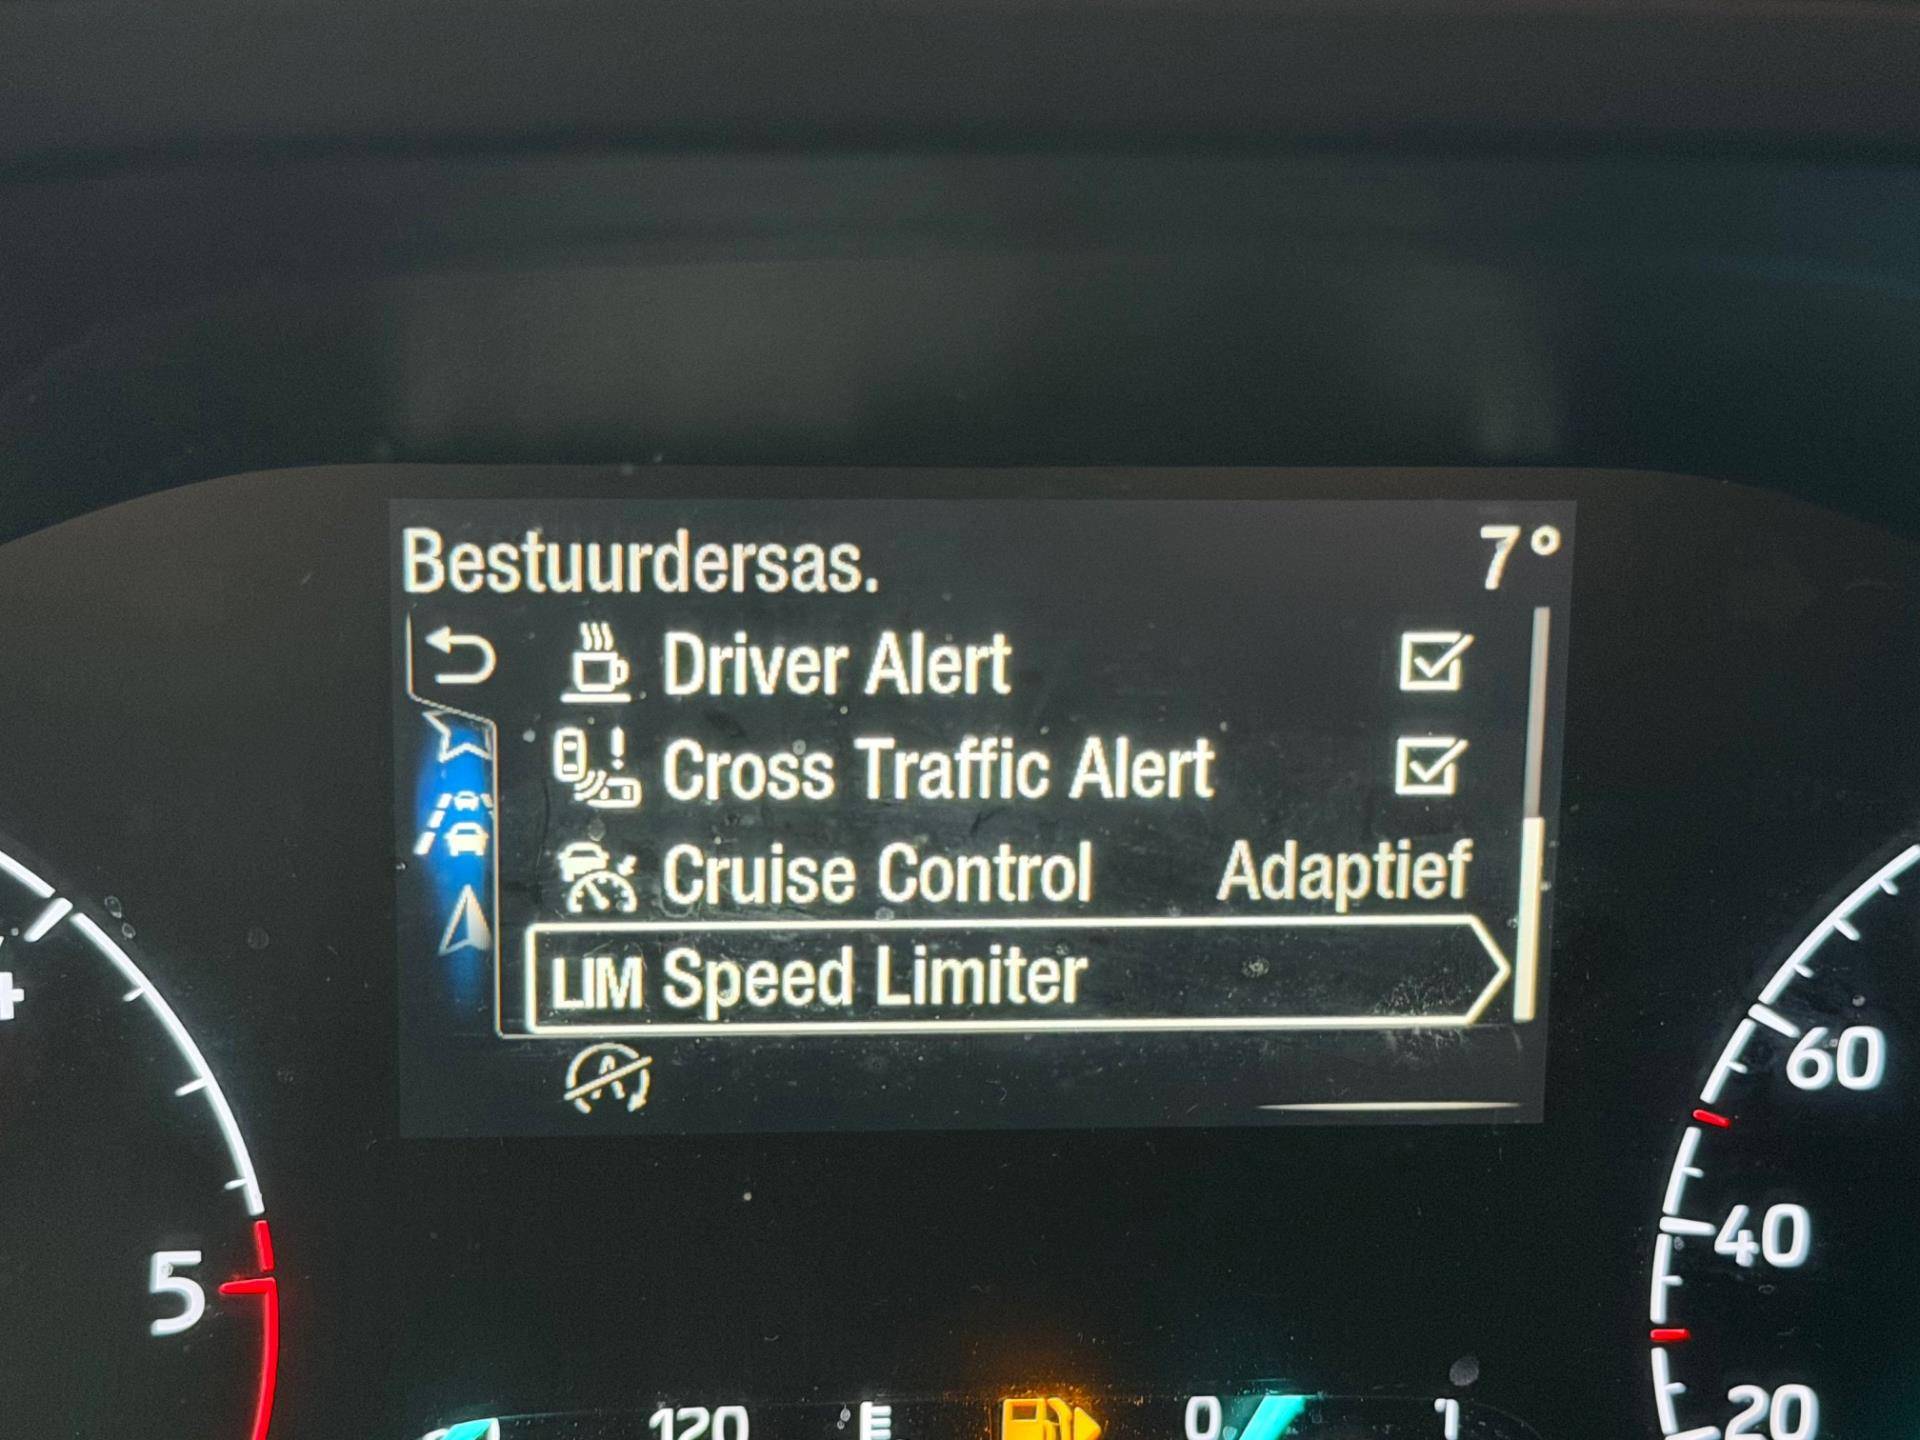 Bestuurdersas.
7°
Driver Alert
Cross Traffic Alert
Cruise Control Adaptief
LIM Speed Limiter
A
60
40
5
20
120
E
0
1